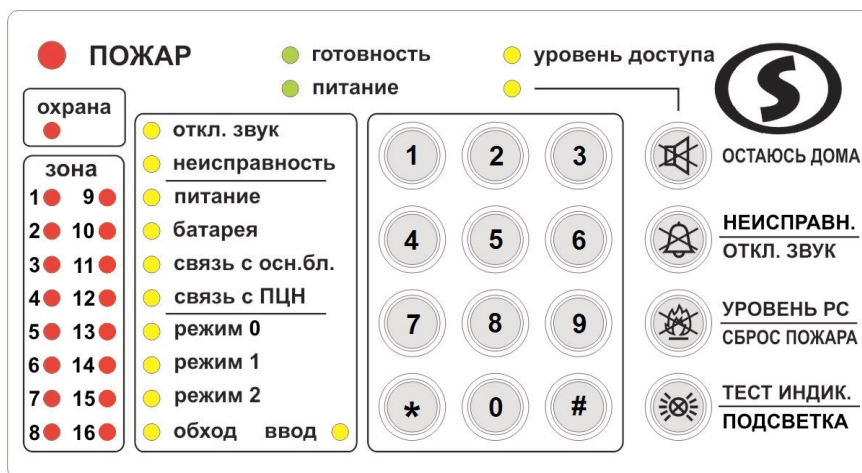 ПОЖАР
готовность
уровень доступа
питание
S
охрана
зона
1 9
2 10
3 11
4 12
5 13
6 14
7 15
8 16
откл. звук
неисправность
питание
батарея
связь с осн.бл.
связь с ПЦН
режим 0
режим 1
режим 2
обход ввод
1 2 3
4 5 6
7 8 9
* 0 #
ОСТАЮСЬ ДОМА
НЕИСПРАВН.
ОТКЛ. ЗВУК
УРОВЕНЬ РС
СБРОС ПОЖАРА
ТЕСТ ИНДИК.
ПОДСВЕТКА